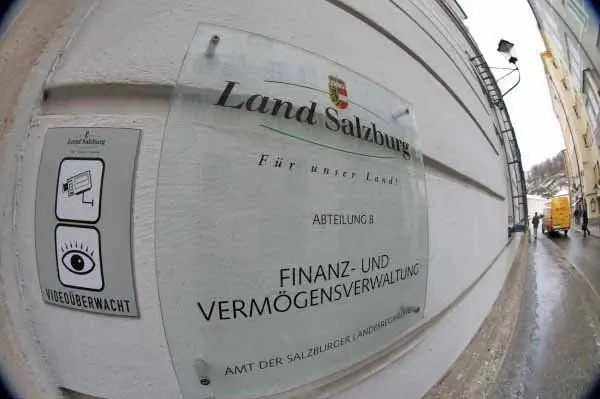 Land Salzburg
VIDEOÜBERWACHT
Land Salzburg
Für unser Land!
ABTEILUNG 8
FINANZ- UND
VERMÖGENSVERWALTUNG
AMT DER SALZBURGER LANDESREGIERUNG